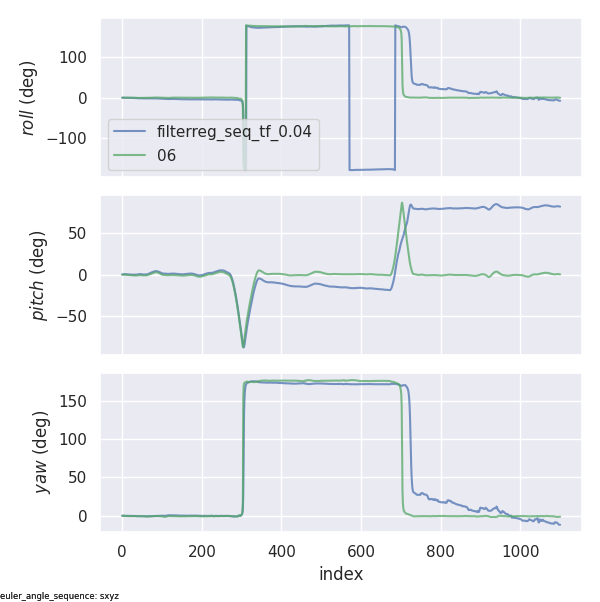 100
0
−100
roll (deg)
filterreg_seq_tf_0.04
06
50
0
−50
pitch (deg)
150
100
50
0
yaw (deg)
0 200 400 600 800 1000
index
euler_angle_sequence: sxyz